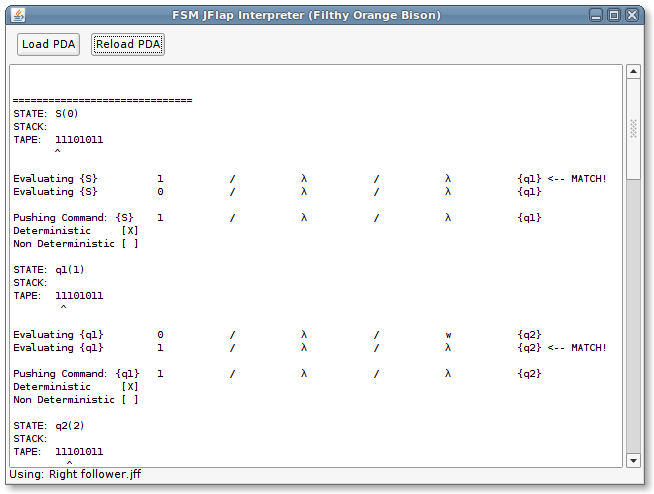 FSM JFlap Interpreter (Filthy Orange Bison)
Load PDA Reload PDA
==============================
STATE: S(0)
STACK:
TAPE: 11101011
^
Evaluating {S} 1 / λ / λ {q1} <-- MATCH!
Evaluating {S} 0 / λ / λ {q1}
Pushing Command: {S} 1 / λ / λ {q1}
Deterministic [X]
Non Deterministic [ ]
STATE: q1(1)
STACK:
TAPE: 11101011
^
Evaluating {q1} 0 / λ / w {q2}
Evaluating {q1} 1 / λ / λ {q2} <-- MATCH!
Pushing Command: {q1} 1 / λ / λ {q2}
Deterministic [X]
Non Deterministic [ ]
STATE: q2(2)
STACK:
TAPE: 11101011
^
Using: Right follower.jff